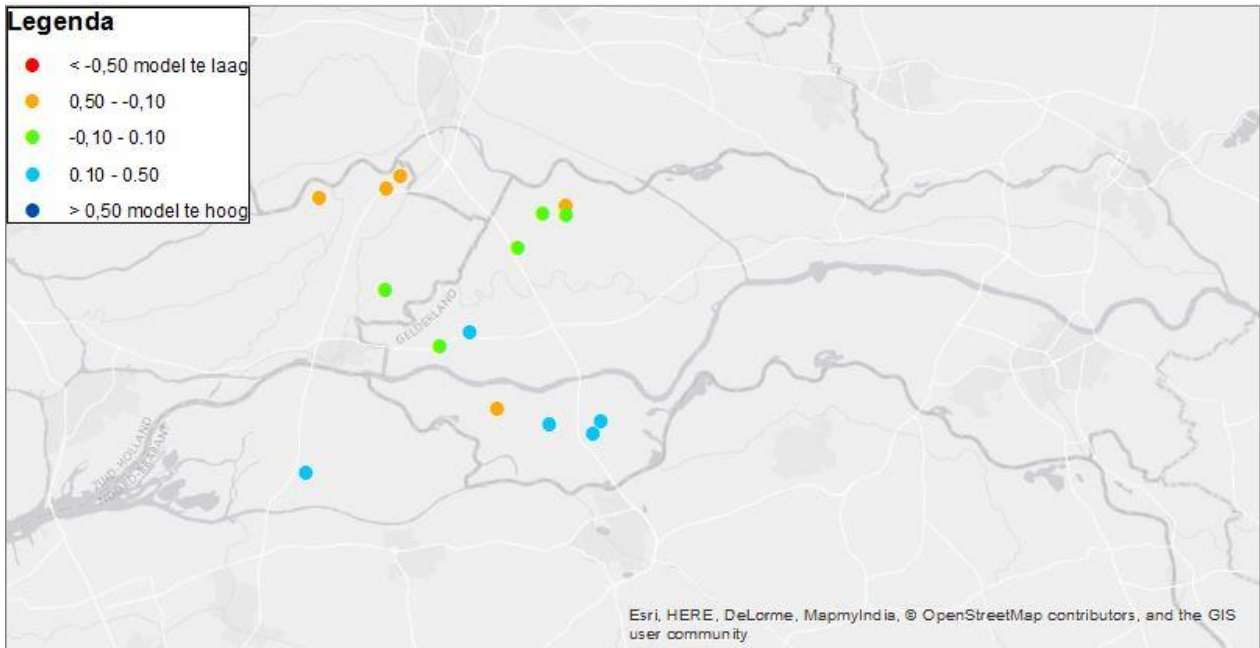 Legenda
< -0,50 model te laag
0,50 - -0,10
-0,10 - 0.10
0.10 - 0.50
> 0,50 model te hoog
GELDERLAND
ZUID-HOLLAND
NOORD-BRABANT
Esri, HERE, DeLorme, MapmyIndia, © OpenStreetMap contributors, and the GIS
user community